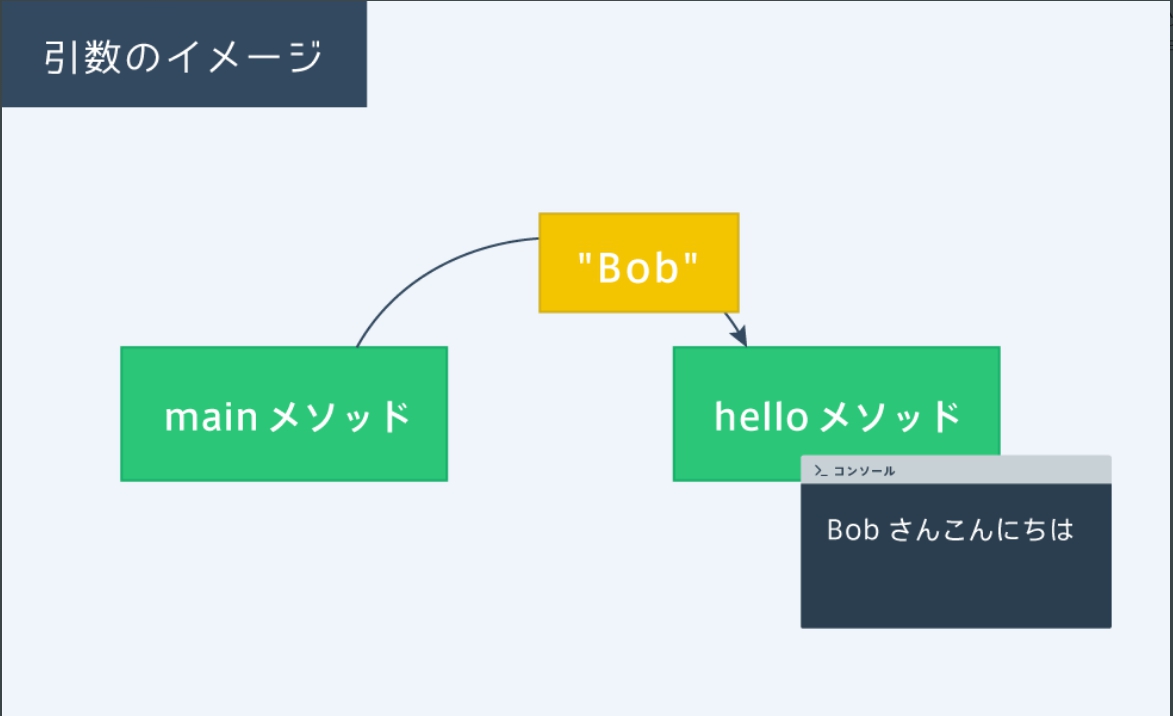 引数のイメージ
"Bob"
main メソッド
hello メソッド
>_ コンソール
Bob さんこんにちは